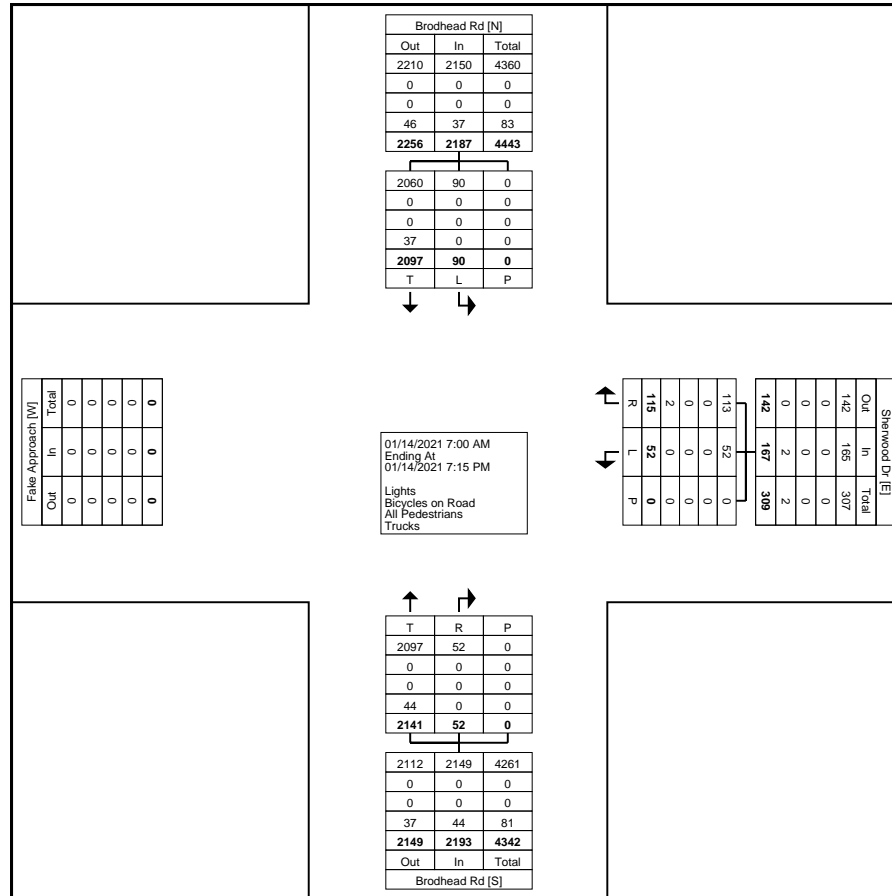 Brodhead Rd [N]
Out In Total
2210 2150 4360
0 0 0
0 0 0
46 37 83
2256 2187 4443
2060 90 0
0 0 0
0 0 0
37 0 0
2097 90 0
T L P
Fake Approach [W]
Total 0 0 0 0 0
In 0 0 0 0 0
Out 0 0 0 0 0
01/14/2021 7:00 AM
Ending At
01/14/2021 7:15 PM
Lights
Bicycles on Road
All Pedestrians
Trucks
R 115 2 0 0 113
L 52 0 0 0 52
P 0 0 0 0 0
142 0 0 0 142 Out
167 2 0 0 165 In
309 2 0 0 307 Total
Sherwood Dr [E]
T R P
2097 52 0
0 0 0
0 0 0
44 0 0
2141 52 0
2112 2149 4261
0 0 0
0 0 0
37 44 81
2149 2193 4342
Out In Total
Brodhead Rd [S]